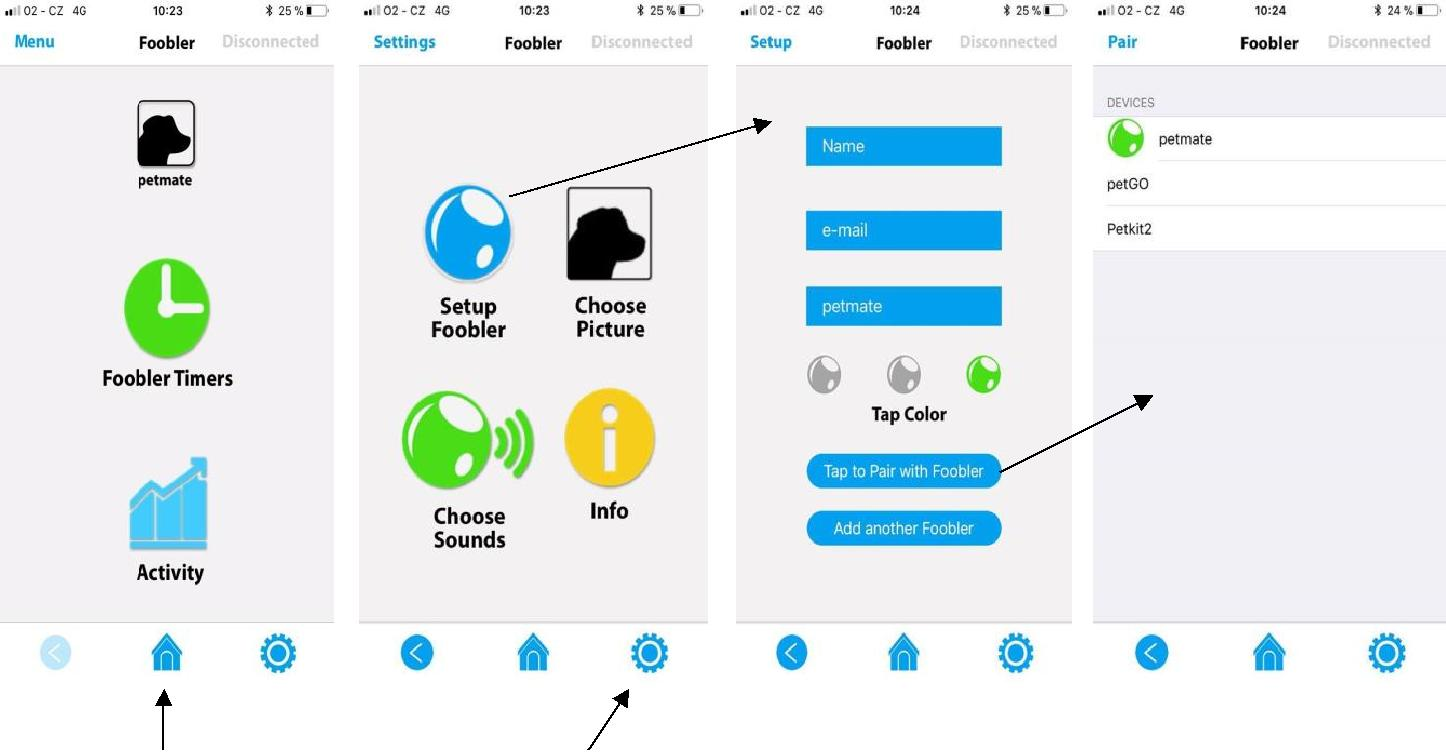 O2 - CZ 4G 10:23 25 %
Menu Foobler Disconnected
petmate
Foobler Timers
Activity
O2 - CZ 4G 10:23 25 %
Settings Foobler Disconnected
Setup
Foobler
Choose
Picture
Choose
Sounds
Info
O2 - CZ 4G 10:24 25 %
Setup Foobler Disconnected
Name
e-mail
petmate
Tap Color
Tap to Pair with Foobler
Add another Foobler
O2 - CZ 4G 10:24 24 %
Pair Foobler Disconnected
DEVICES
petmate
petGO
Petkit2